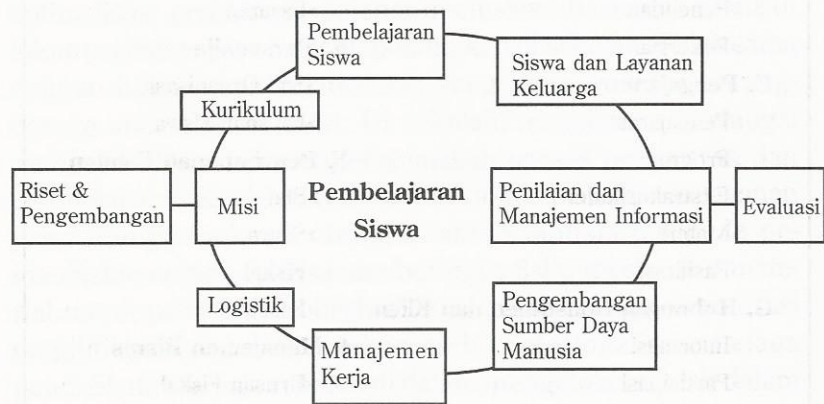 Pembelajaran
Siswa
Siswa dan Layanan
Keluarga
Kurikulum
Riset &
Pengembangan
Misi
Pembelajaran
Siswa
Penilaian dan
Manajemen Informasi
Evaluasi
Logistik
Pengembangan
Sumber Daya
Manusia
Manajemen
Kerja